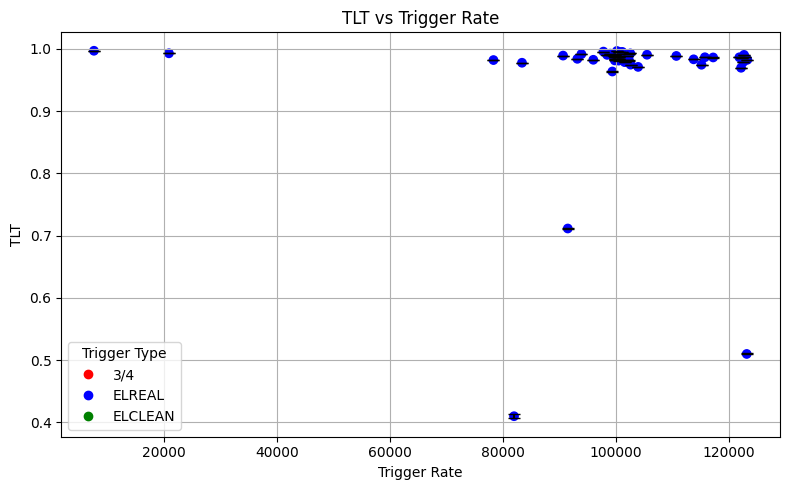 TLT vs Trigger Rate
1.0
0.9
0.8
0.7
0.6
0.5
0.4
TLT
Trigger Type
3/4
ELREAL
ELCLEAN
20000
40000
60000
80000
100000
120000
Trigger Rate